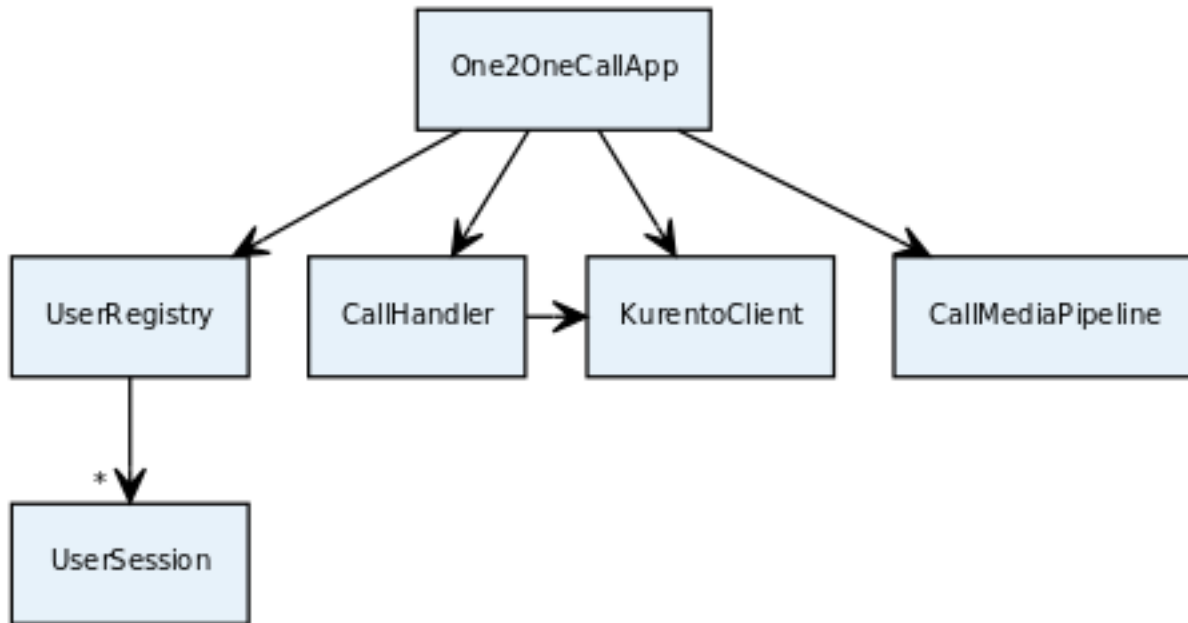 One2OneCallApp
UserRegistry
CallHandler
KurentoClient
CallMediaPipeline
*
UserSession